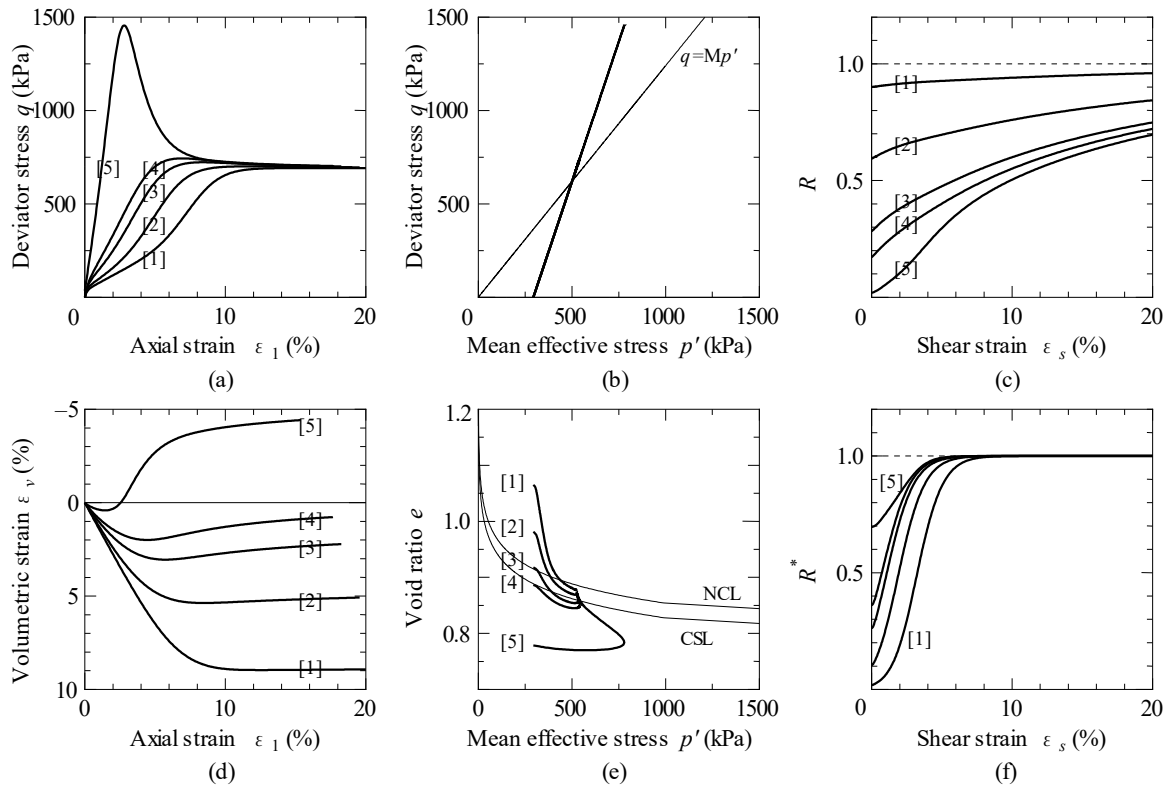 1500
1000
500
0
0
10
20
Deviator stress q (kPa)
Axial strain ε 1 (%)
[5]
[4]
[3]
[2]
[1]
(a)
1500
1000
500
0
500
1000
1500
Deviator stress q (kPa)
Mean effective stress p′ (kPa)
q=Mp′
(b)
1.0
0.5
0
0
10
20
R
Shear strain ε s (%)
[1]
[2]
[3]
[4]
[5]
(c)
−5
0
5
10
0
10
20
Volumetric strain ε v (%)
Axial strain ε 1 (%)
[5]
[4]
[3]
[2]
[1]
(d)
1.2
1.0
0.8
0
500
1000
1500
Void ratio e
Mean effective stress p′ (kPa)
[1]
[2]
[3]
[4]
[5]
NCL
CSL
(e)
1.0
0.5
0
10
20
R*
Shear strain ε s (%)
[5]
[1]
(f)